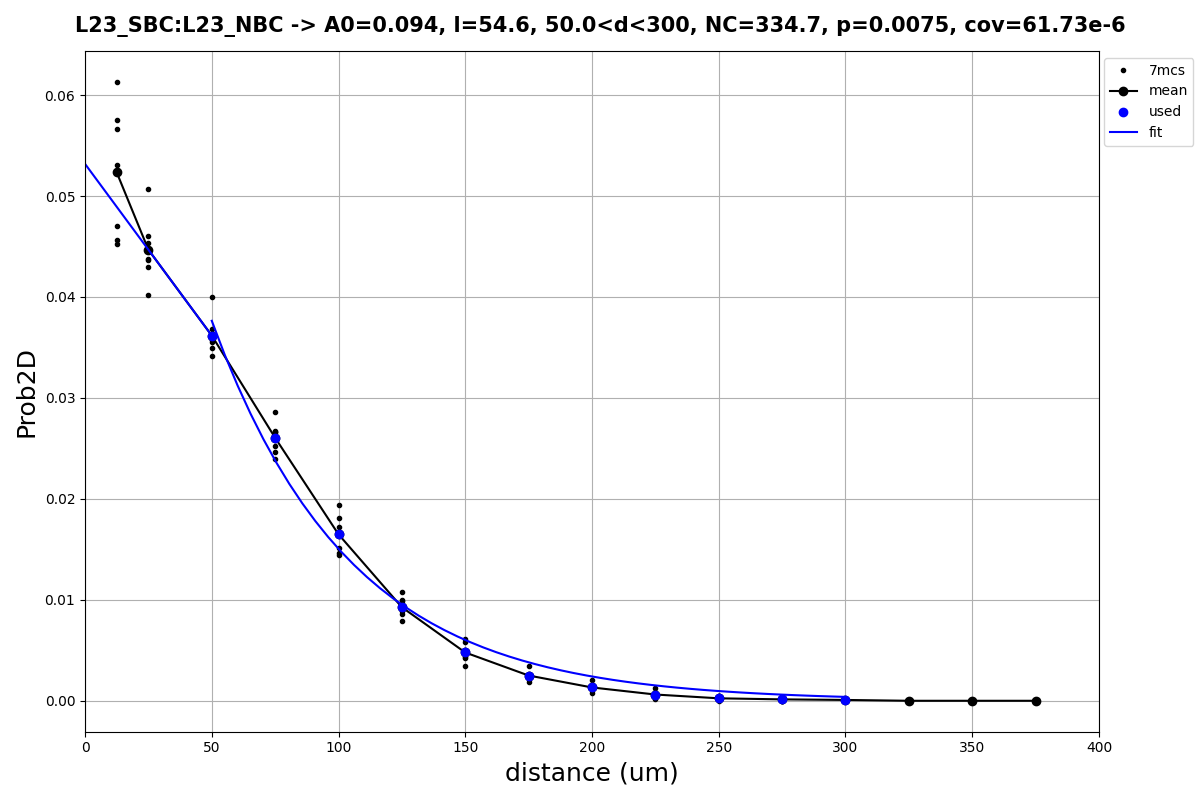 L23_SBC:L23_NBC -> A0=0.094, l=54.6, 50.0<d<300, NC=334.7, p=0.0075, cov=61.73e-6
7mcs
mean
used
fit
0.06
0.05
0.04
0.03
0.02
0.01
0.00
Prob2D
0 50 100 150 200 250 300 350 400
distance (um)